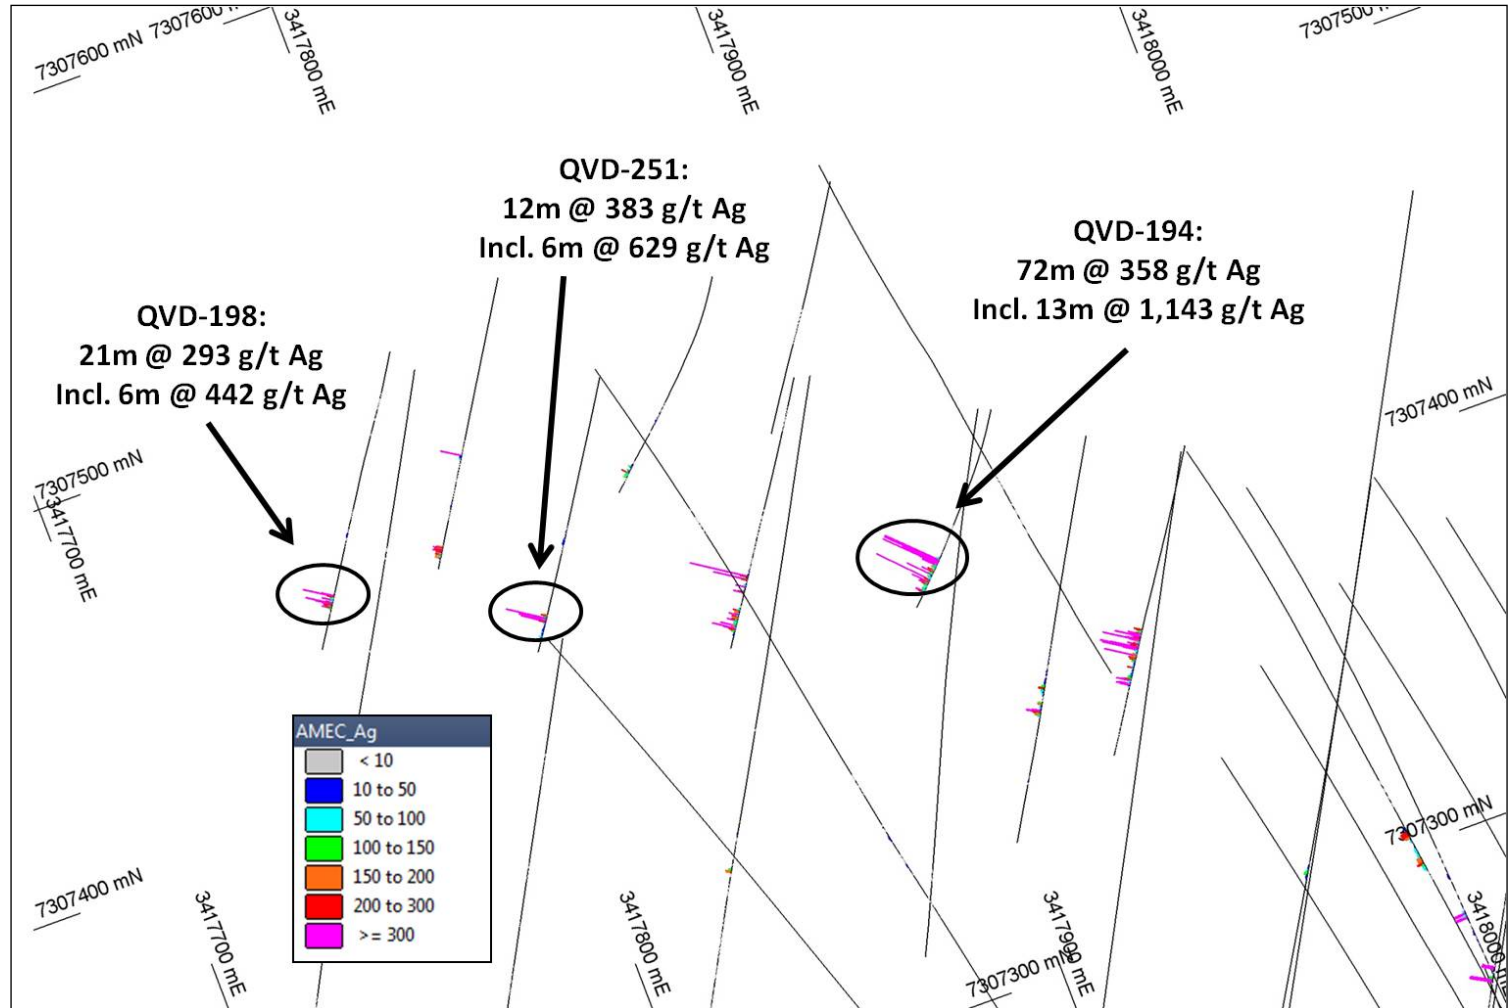 7307600 mN
7307600
3417800 mE
3417900 mE
3418000 mE
7307500
QVD-251:
12m @ 383 g/t Ag
Incl. 6m @ 629 g/t Ag
QVD-194:
72m @ 358 g/t Ag
Incl. 13m @ 1,143 g/t Ag
QVD-198:
21m @ 293 g/t Ag
Incl. 6m @ 442 g/t Ag
7307400 mN
7307500 mN
3417700 mE
AMEC_Ag
< 10
10 to 50
50 to 100
100 to 150
150 to 200
200 to 300
>= 300
7307300 mN
7307400 mN
3417700 mE
3417800 mE
3417900 mE
7307300 mN
3418000 mE